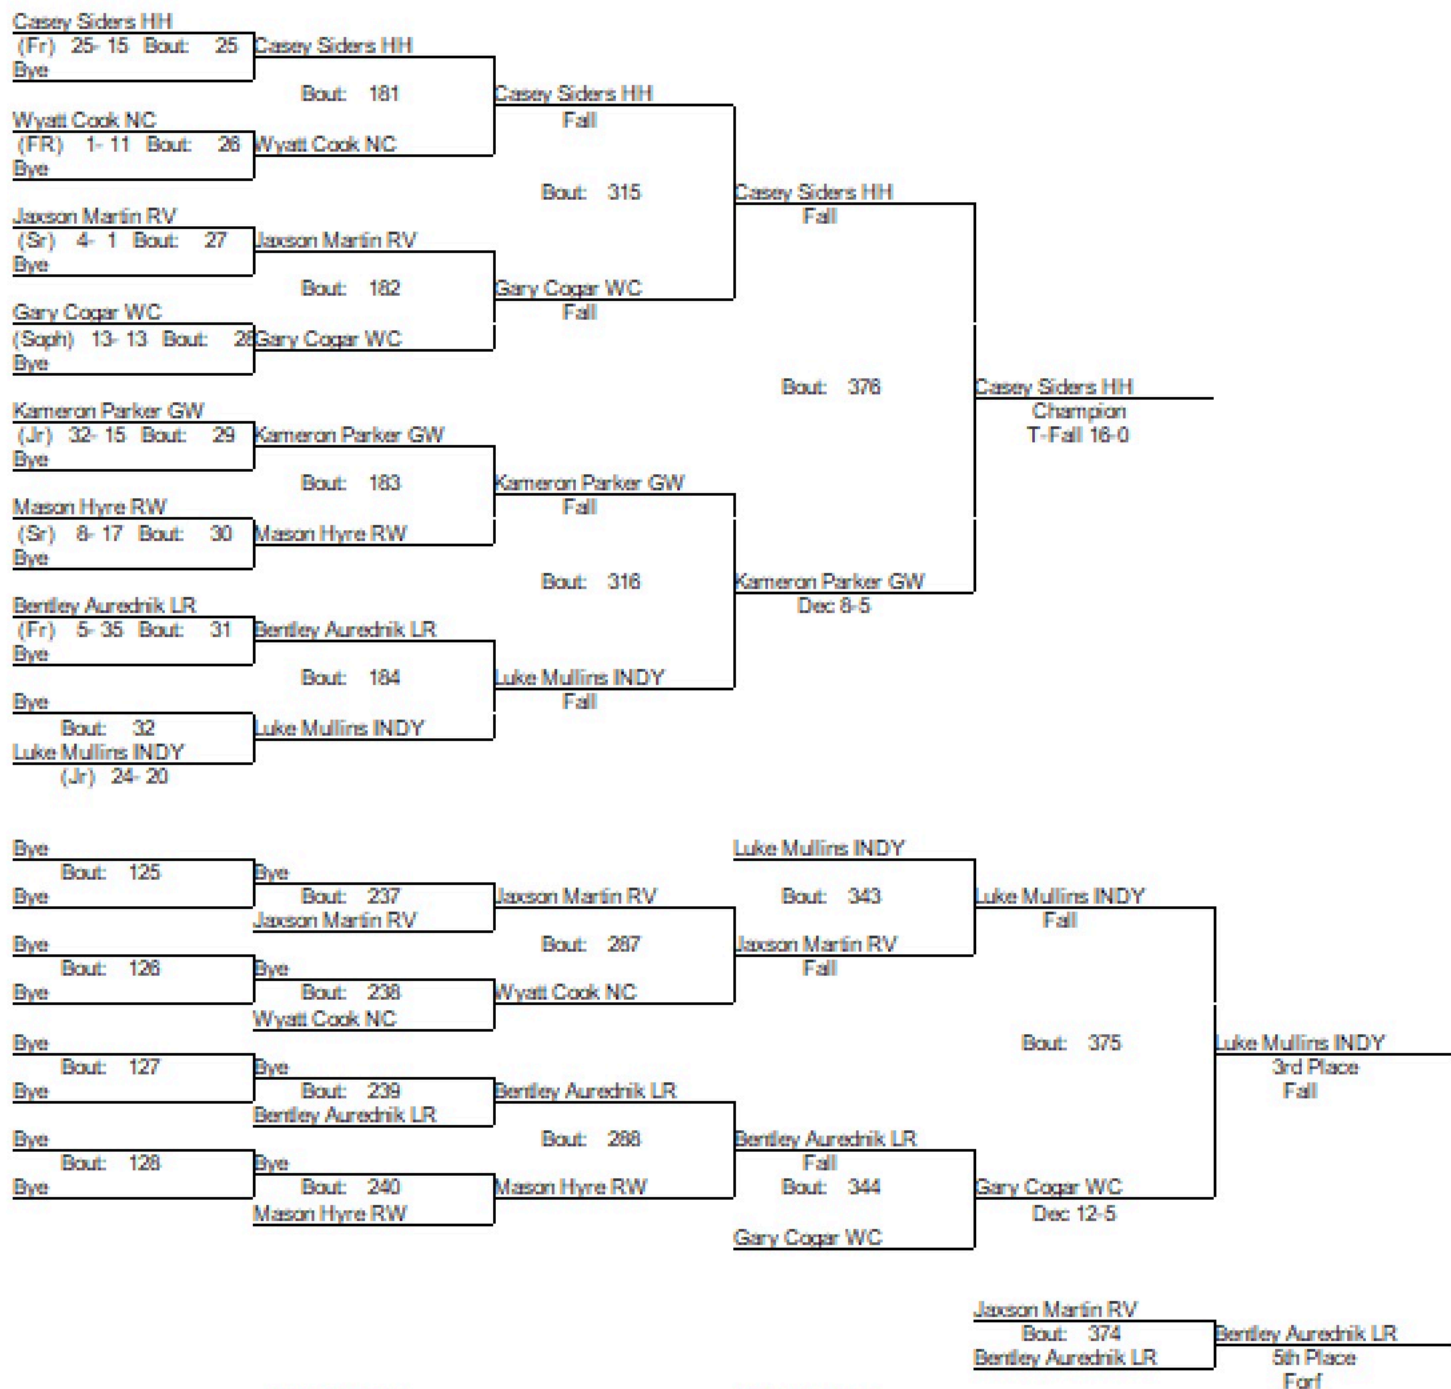 Casey Siders HH
(Fr) 25- 15 Bout: 25 Casey Siders HH
Bye
Bout: 181 Casey Siders HH
Fall
Wyatt Cook NC
(FR) 1- 11 Bout: 26 Wyatt Cook NC
Bye
Bout: 315 Casey Siders HH
Fall
Jaxson Martin RV
(Sr) 4- 1 Bout: 27 Jaxson Martin RV
Bye
Bout: 182 Gary Cogar WC
Fall
Gary Cogar WC
(Soph) 13- 13 Bout: 28 Gary Cogar WC
Bye
Bout: 376 Casey Siders HH
Champion
T-Fall 16-0
Kameron Parker GW
(Jr) 32- 15 Bout: 29 Kameron Parker GW
Bye
Bout: 183 Kameron Parker GW
Fall
Mason Hyre RW
(Sr) 8- 17 Bout: 30 Mason Hyre RW
Bye
Bout: 316 Kameron Parker GW
Dec 8-5
Bentley Aurednik LR
(Fr) 5- 35 Bout: 31 Bentley Aurednik LR
Bye
Bout: 184 Luke Mullins INDY
Fall
Bye
Bout: 32 Luke Mullins INDY
Luke Mullins INDY
(Jr) 24- 20
Bye
Bout: 125 Bye
Bye
Bout: 237 Jaxson Martin RV
Jaxson Martin RV
Luke Mullins INDY
Bout: 343 Luke Mullins INDY
Fall
Bye
Bout: 126 Bye
Bye
Bout: 287 Jaxson Martin RV
Fall
Bout: 238 Wyatt Cook NC
Wyatt Cook NC
Bye
Bout: 127 Bye
Bye
Bout: 375 Luke Mullins INDY
3rd Place
Fall
Bout: 239 Bentley Aurednik LR
Bentley Aurednik LR
Bye
Bout: 128 Bye
Bye
Bout: 288 Bentley Aurednik LR
Fall
Bout: 240 Mason Hyre RW
Mason Hyre RW
Bout: 344 Gary Cogar WC
Dec 12-5
Gary Cogar WC
Jaxson Martin RV
Bout: 374 Bentley Aurednik LR
Bentley Aurednik LR
5th Place
Forf